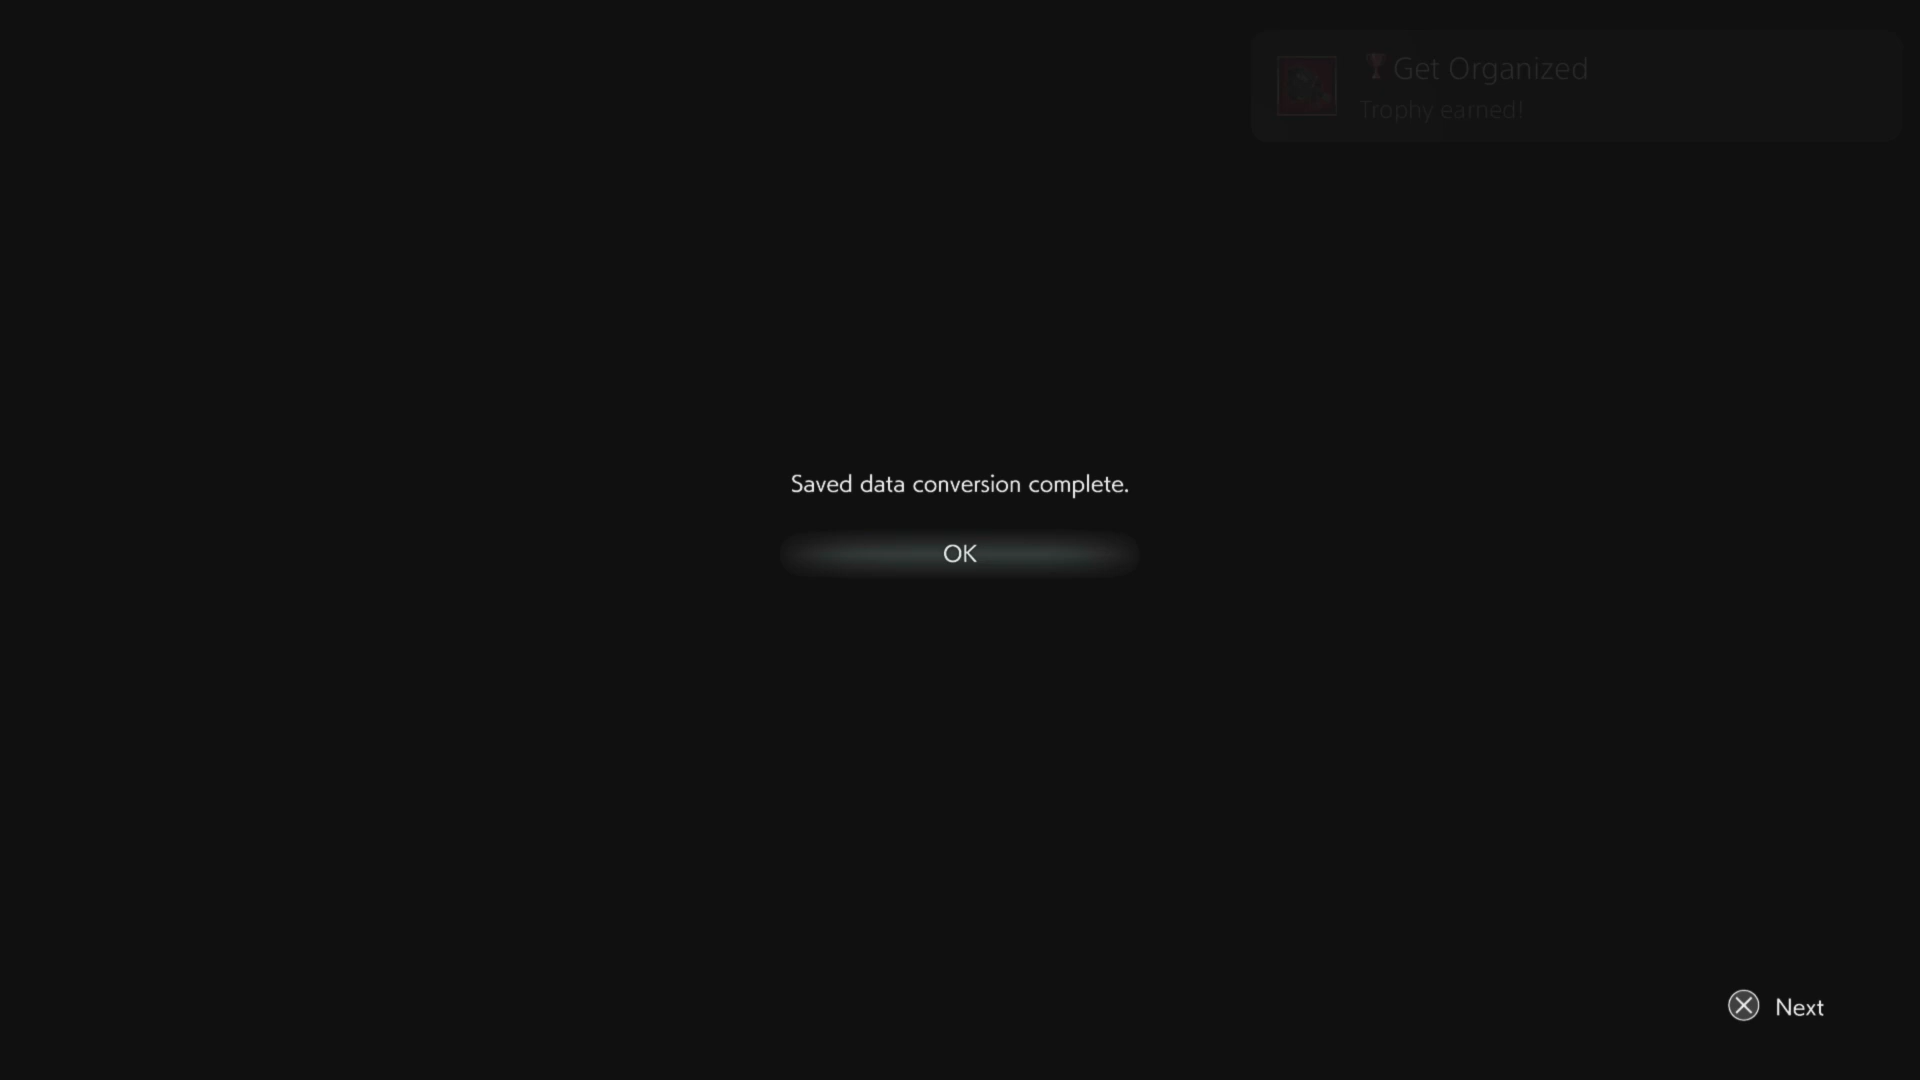 Get Organized
Trophy earned!
Saved data conversion complete.
OK
Next